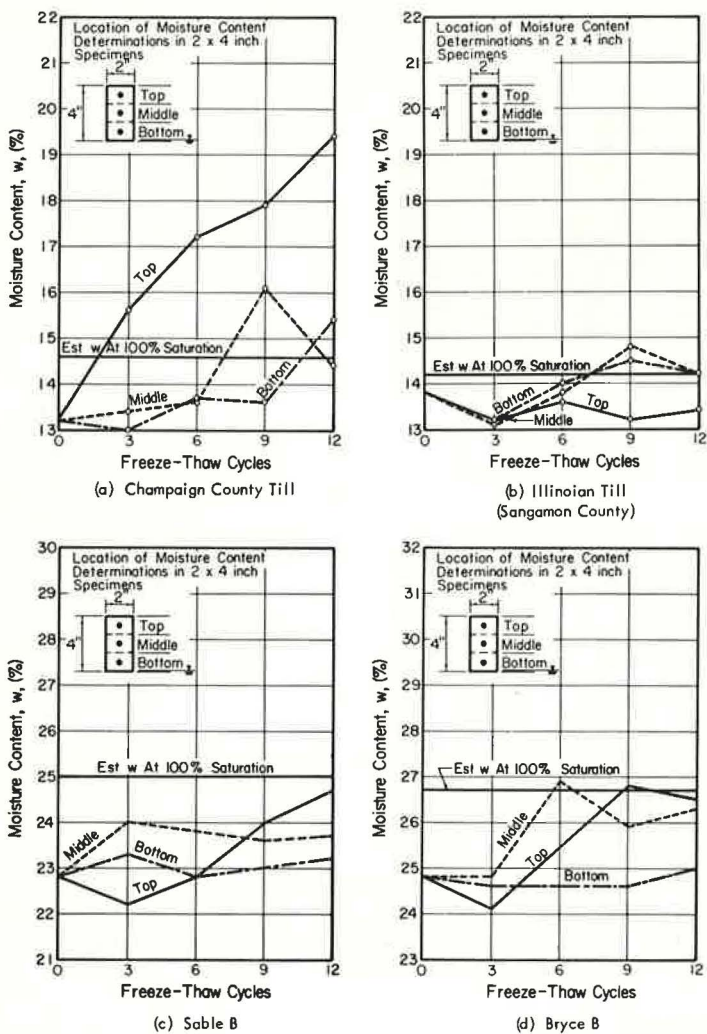 Location of Moisture Content
Determinations in 2 x 4 inch
Specimens
2"
4"
Top
Middle
Bottom
22
21
20
19
18
17
16
15
14
13
Moisture Content, w, (%)
Top
Est w At 100% Saturation
Middle
Bottom
0 3 6 9 12
Freeze-Thaw Cycles
(a) Champaign County Till
Location of Moisture Content
Determinations in 2 x 4 inch
Specimens
2"
4"
Top
Middle
Bottom
22
21
20
19
18
17
16
15
14
13
Moisture Content, w, (%)
Est w At 100% Saturation
Bottom
Middle
Top
0 3 6 9 12
Freeze-Thaw Cycles
(b) Illinoian Till
(Sangamon County)
Location of Moisture Content
Determinations in 2 x 4 inch
Specimens
2"
4"
Top
Middle
Bottom
30
29
28
27
26
25
24
23
22
21
Moisture Content, w, (%)
Est w At 100% Saturation
Middle
Bottom
Top
0 3 6 9 12
Freeze-Thaw Cycles
(c) Sable B
Location of Moisture Content
Determinations in 2 x 4 inch
Specimens
2"
4"
Top
Middle
Bottom
32
31
30
29
28
27
26
25
24
23
Moisture Content, w, (%)
Est w At 100% Saturation
Middle
Top
Bottom
0 3 6 9 12
Freeze-Thaw Cycles
(d) Bryce B